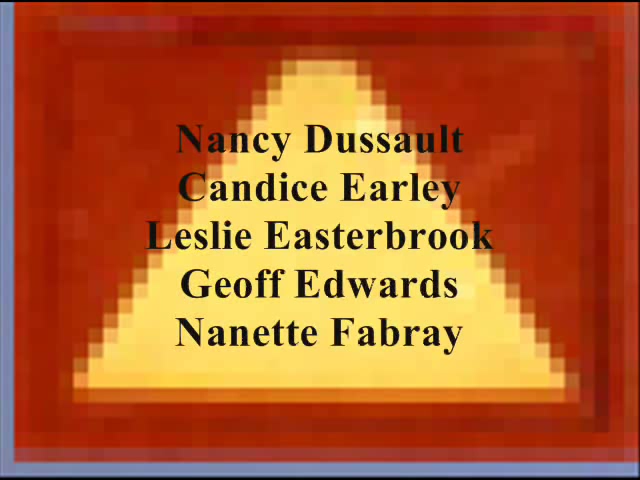 Nancy Dussault
Candice Earley
Leslie Easterbrook
Geoff Edwards
Nanette Fabray